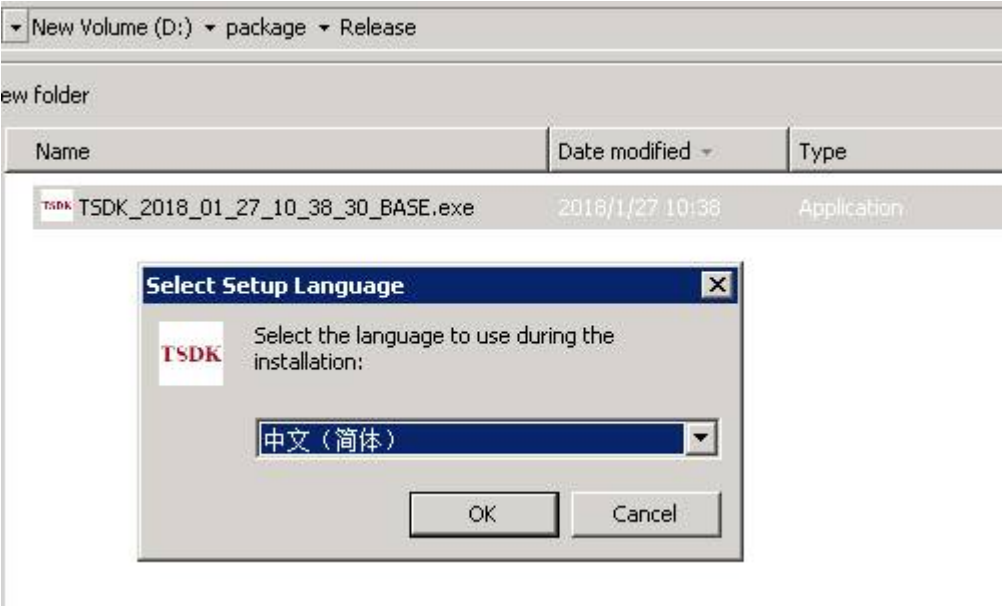 New Volume (D:) package Release
ew folder
Name Date modified Type
TSDK TSDK_2018_01_27_10_38_30_BASE.exe 2018/1/27 10:38 Application
Select Setup Language
TSDK
Select the language to use during the
installation:
中文（简体）
OK Cancel